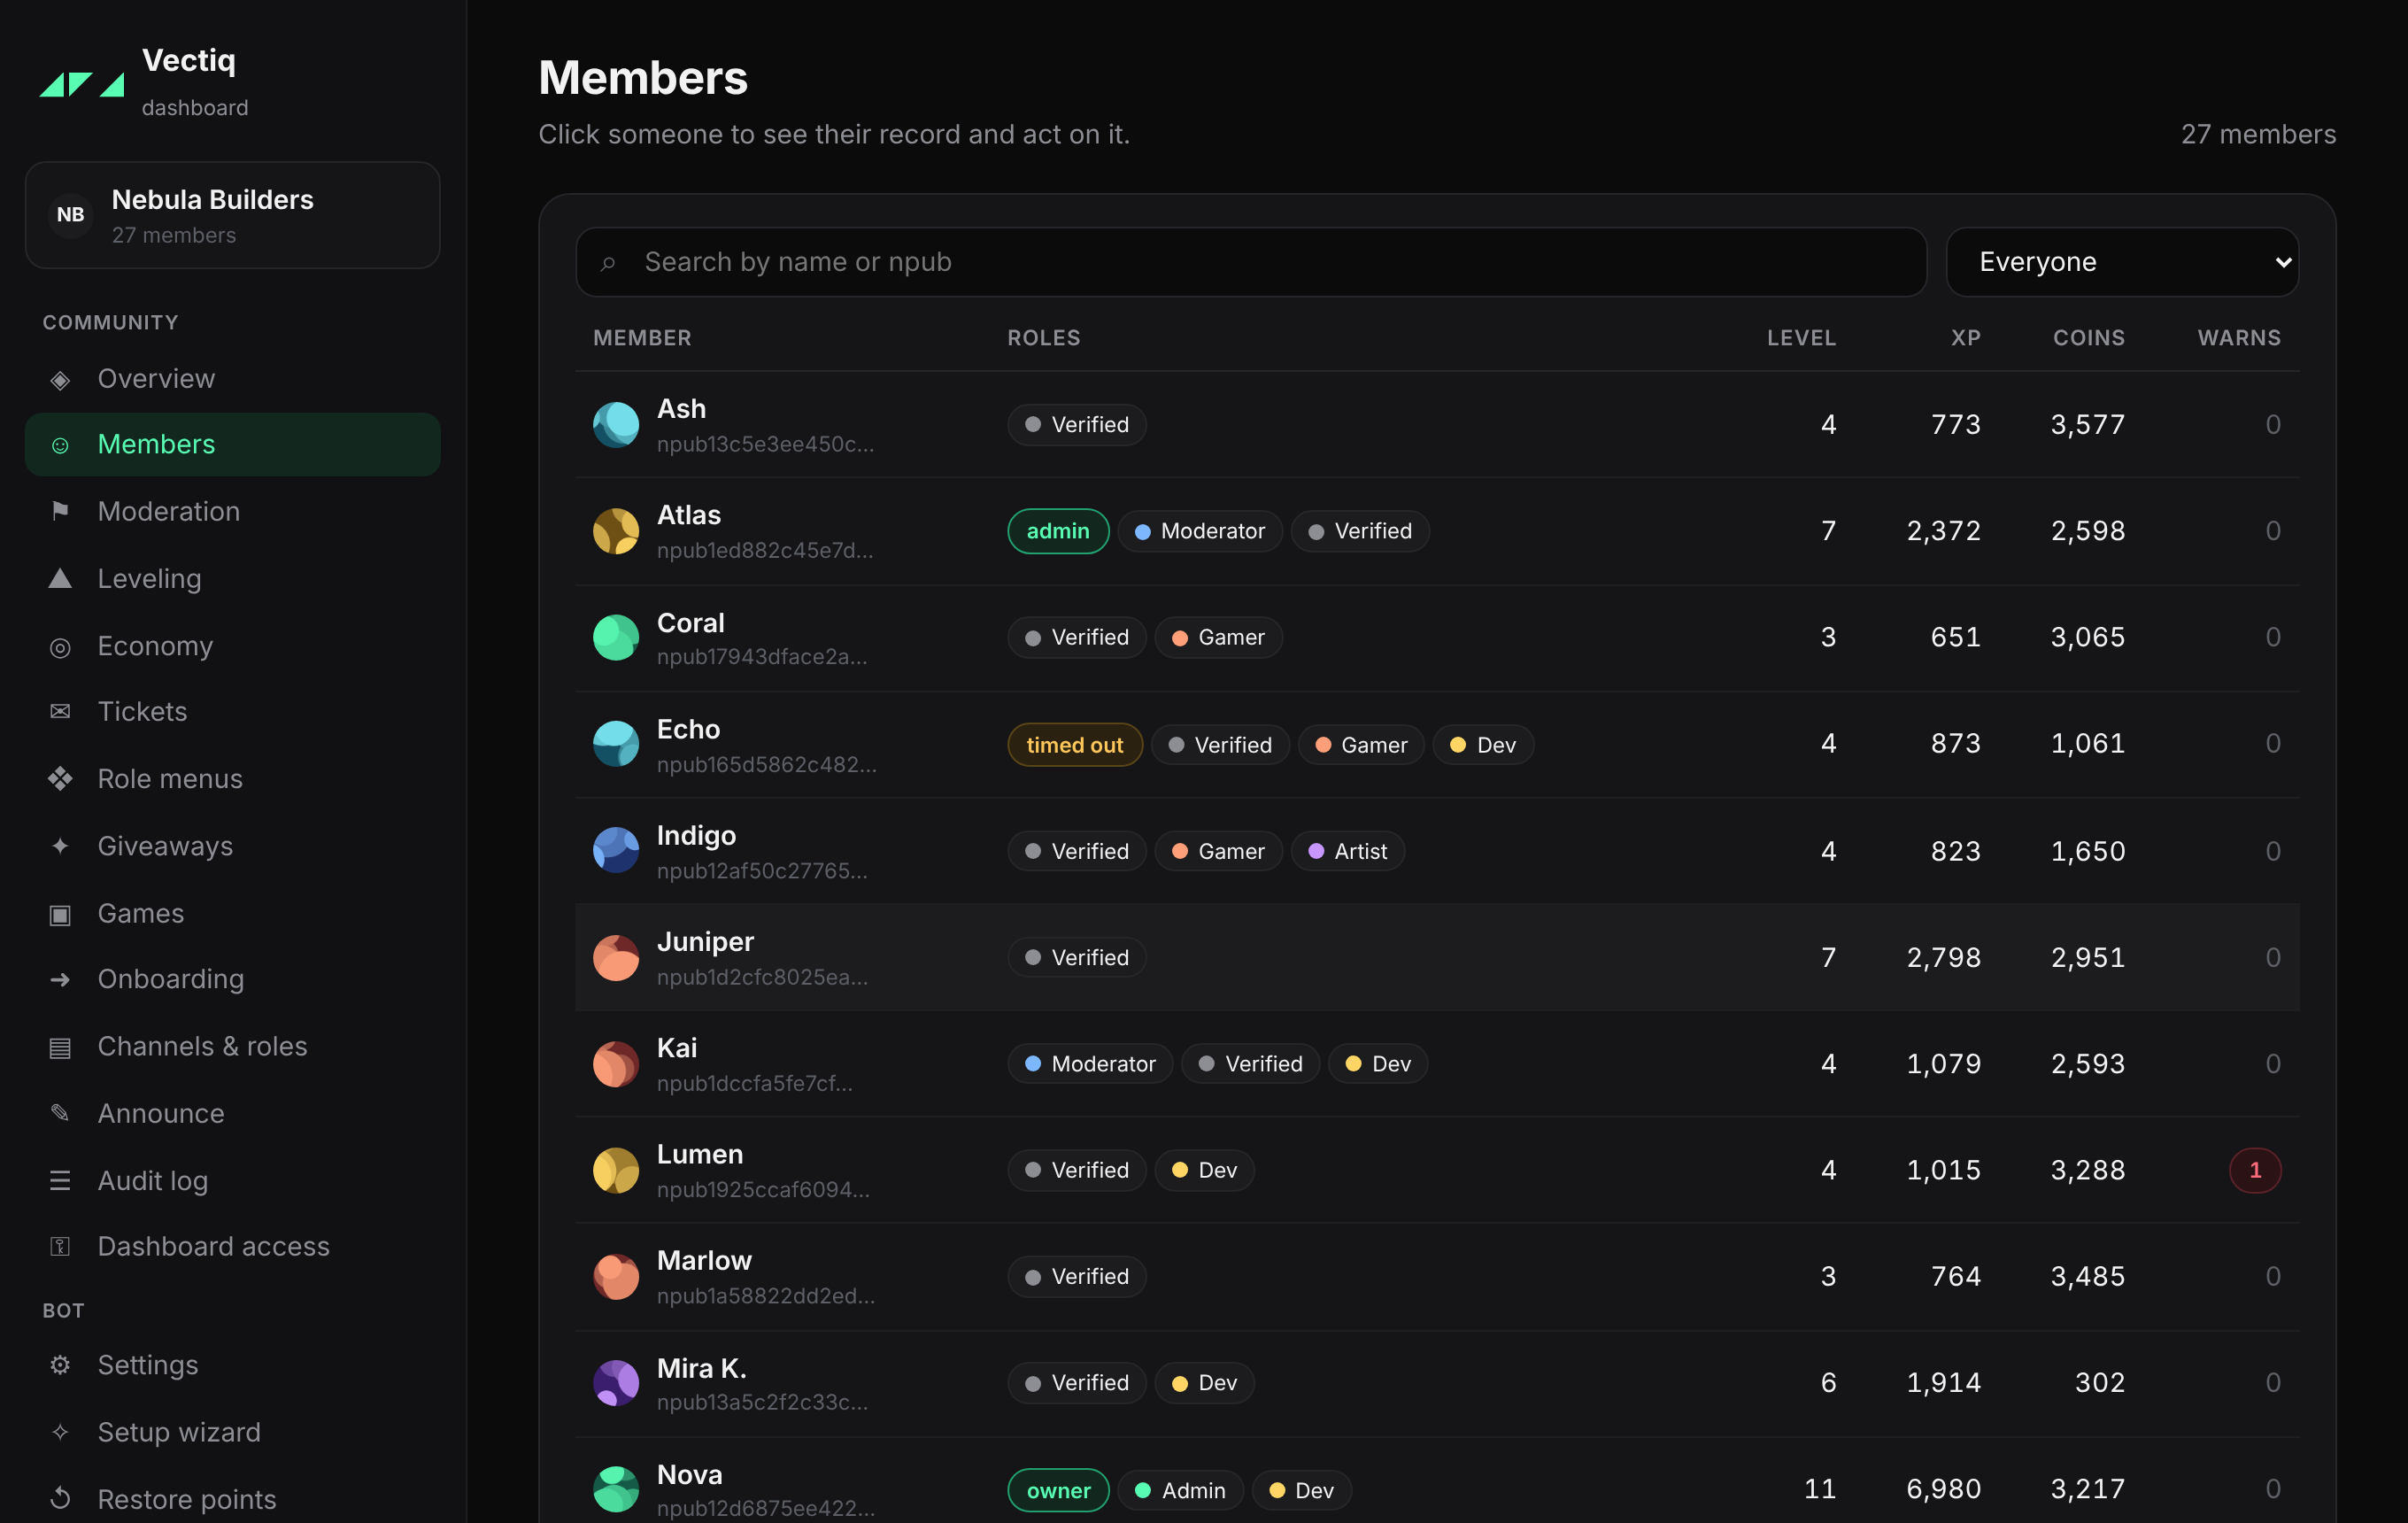 Vectiq
dashboard
NB
Nebula Builders
27 members
COMMUNITY
Overview
Members
Moderation
Leveling
Economy
Tickets
Role menus
Giveaways
Games
Onboarding
Channels & roles
Announce
Audit log
Dashboard access
BOT
Settings
Setup wizard
Restore points
Members
Click someone to see their record and act on it.
27 members
Search by name or npub
Everyone
MEMBER ROLES LEVEL XP COINS WARNS
Ash
npub13c5e3ee450c...
Verified 4 773 3,577 0
Atlas
npub1ed882c45e7d...
admin Moderator Verified 7 2,372 2,598 0
Coral
npub17943dface2a...
Verified Gamer 3 651 3,065 0
Echo
npub165d5862c482...
timed out Verified Gamer Dev 4 873 1,061 0
Indigo
npub12af50c27765...
Verified Gamer Artist 4 823 1,650 0
Juniper
npub1d2cfc8025ea...
Verified 7 2,798 2,951 0
Kai
npub1dccfa5fe7cf...
Moderator Verified Dev 4 1,079 2,593 0
Lumen
npub1925ccaf6094...
Verified Dev 4 1,015 3,288 1
Marlow
npub1a58822dd2ed...
Verified 3 764 3,485 0
Mira K.
npub13a5c2f2c33c...
Verified Dev 6 1,914 302 0
Nova
npub12d6875ee422...
owner Admin Dev 11 6,980 3,217 0